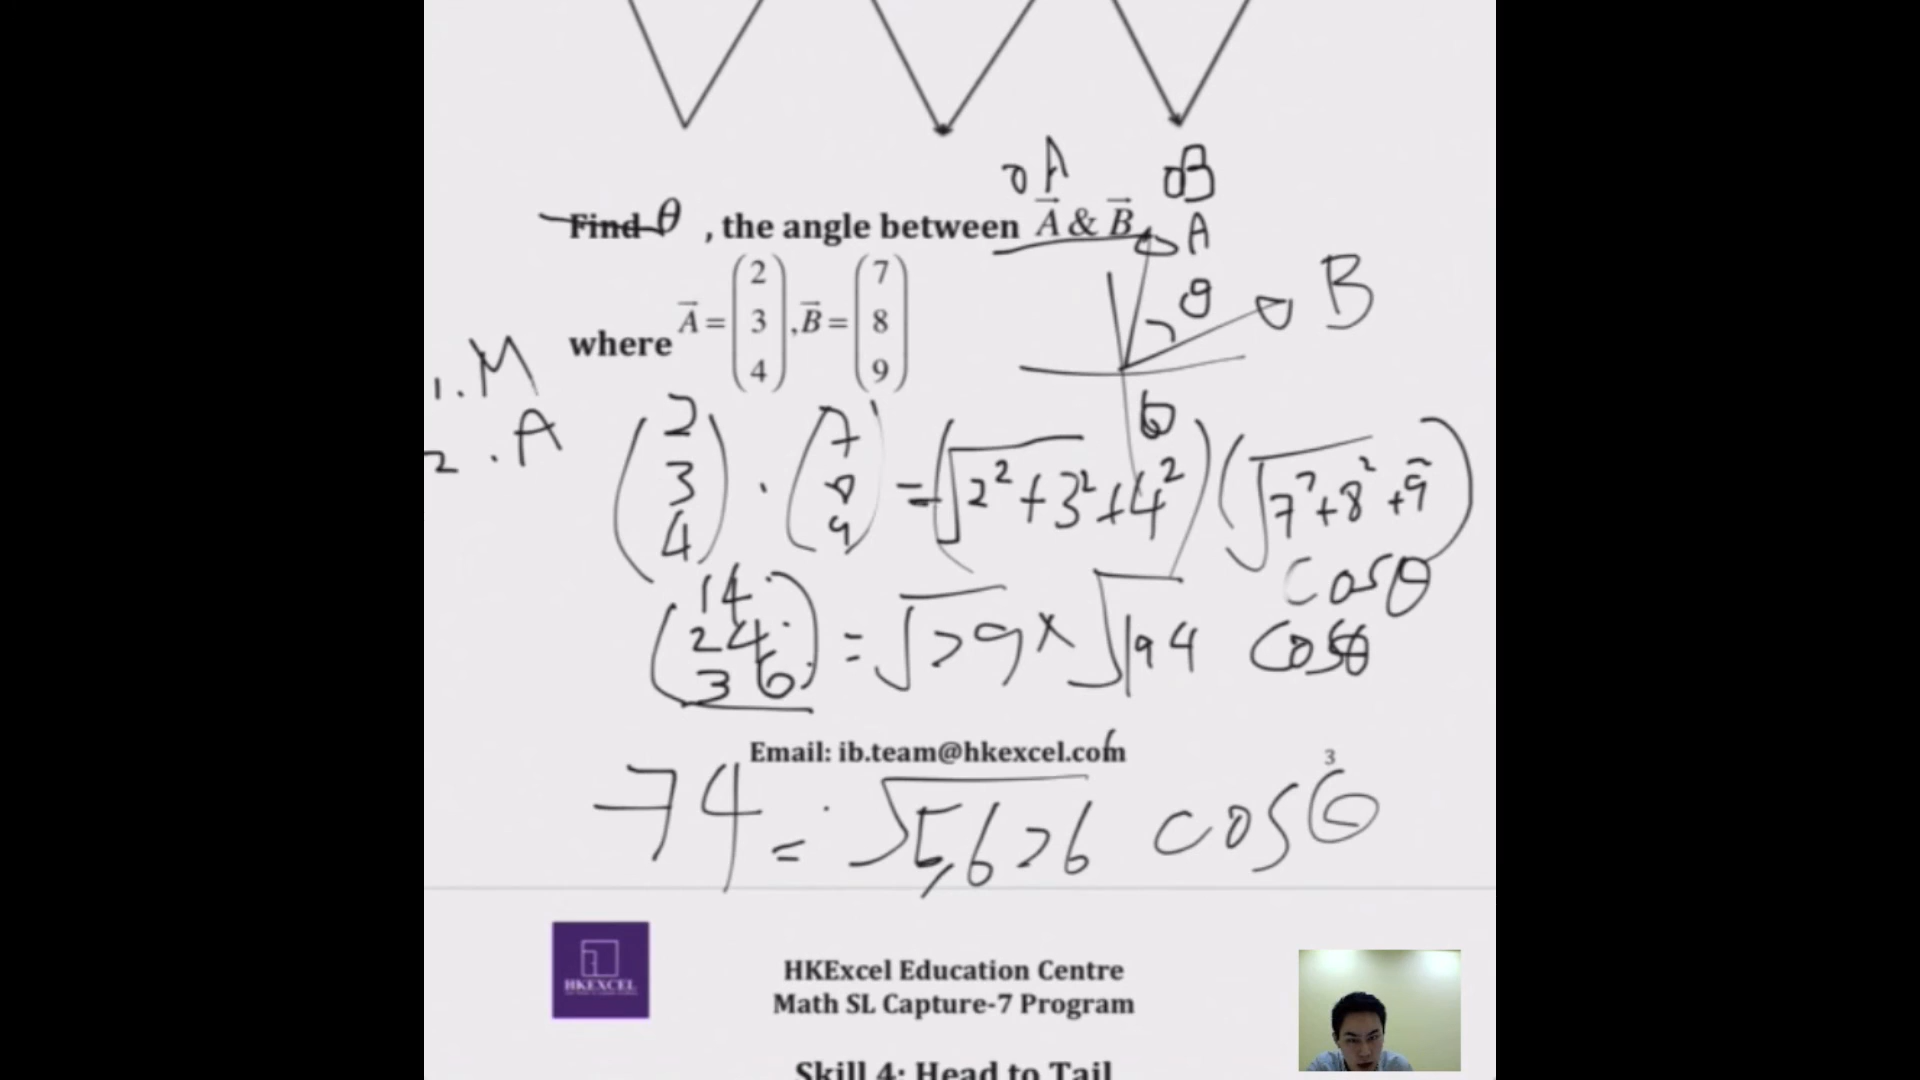 OA OB
Find θ , the angle between A & B
A
θ
B
where A = (2 3 4) , B = (7 8 9)
1. M
2. A
(2 3 4) · (7 8 9) = (√2² + 3² + 4²) (√7² + 8² + 9²)
cosθ
(14 24 36) = √29 × √194 cosθ
Email: ib.team@hkexcel.com
3
74 = √5,626 cosθ
HKEXCEL
HKExcel Education Centre
Math SL Capture-7 Program
Skill 4: Head to Tail